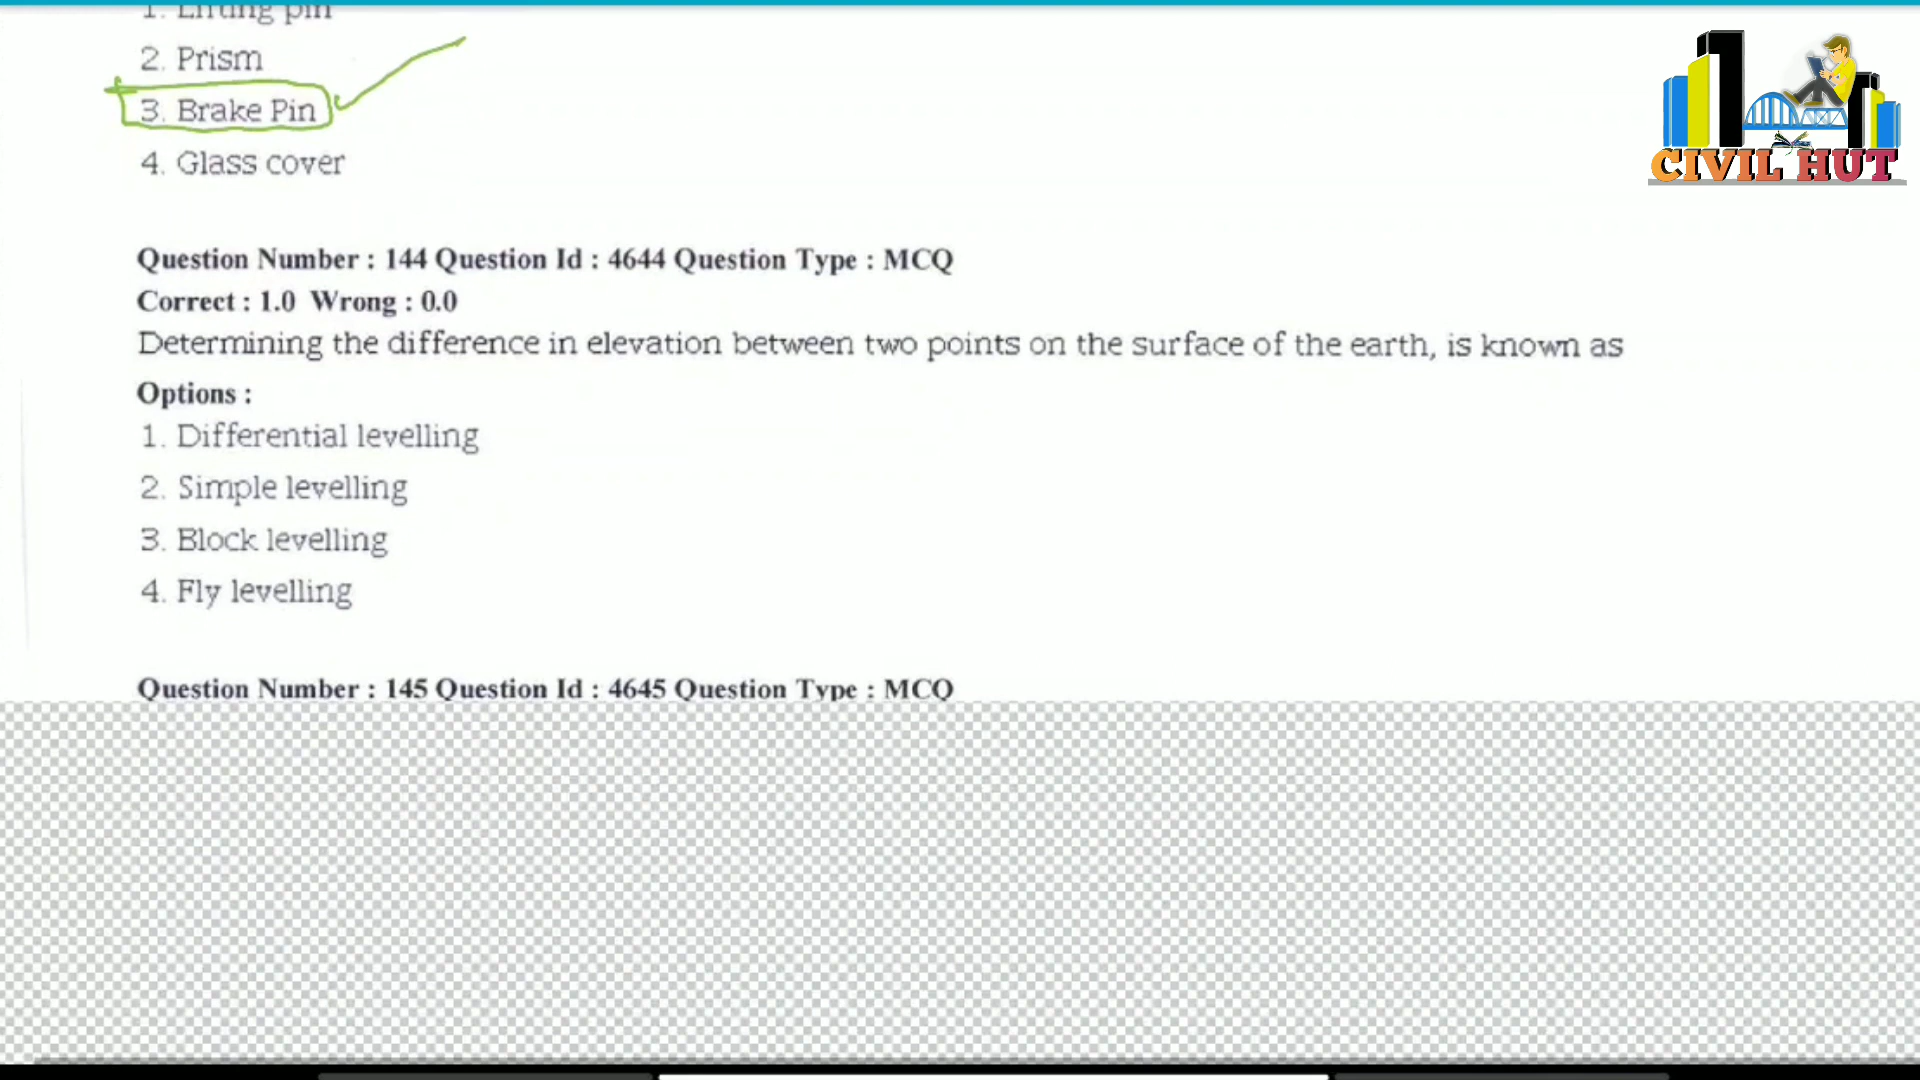 1. Lifting pin
2. Prism
3. Brake Pin
4. Glass cover
CIVIL HUT
Question Number : 144 Question Id : 4644 Question Type : MCQ
Correct : 1.0 Wrong : 0.0
Determining the difference in elevation between two points on the surface of the earth, is known as
Options :
1. Differential levelling
2. Simple levelling
3. Block levelling
4. Fly levelling
Question Number : 145 Question Id : 4645 Question Type : MCQ